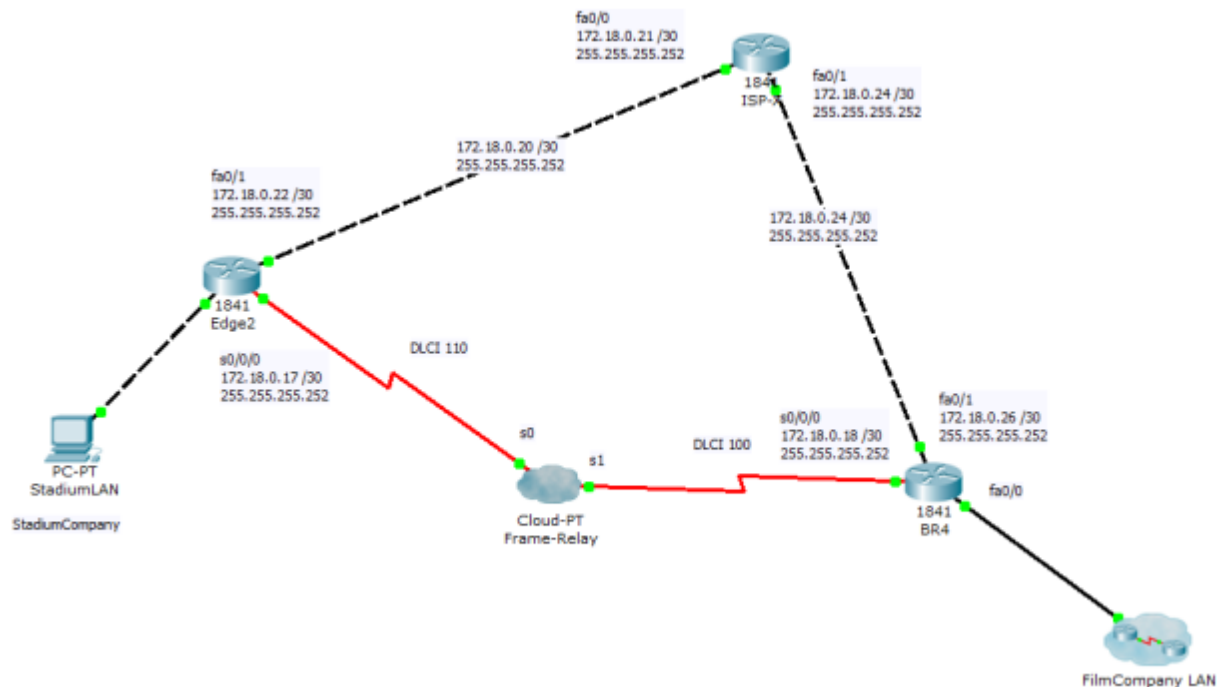 fa0/0
172.18.0.21 /30
255.255.255.252
1841
ISP-X
fa0/1
172.18.0.24 /30
255.255.255.252
172.18.0.20 /30
255.255.255.252
fa0/1
172.18.0.22 /30
255.255.255.252
172.18.0.24 /30
255.255.255.252
1841
Edge2
DLCI 110
s0/0/0
172.18.0.17 /30
255.255.255.252
s0
s1
DLCI 100
s0/0/0
172.18.0.18 /30
255.255.255.252
fa0/1
172.18.0.26 /30
255.255.255.252
PC-PT
StadiumLAN
StadiumCompany
Cloud-PT
Frame-Relay
1841
BR4
fa0/0
FilmCompany LAN